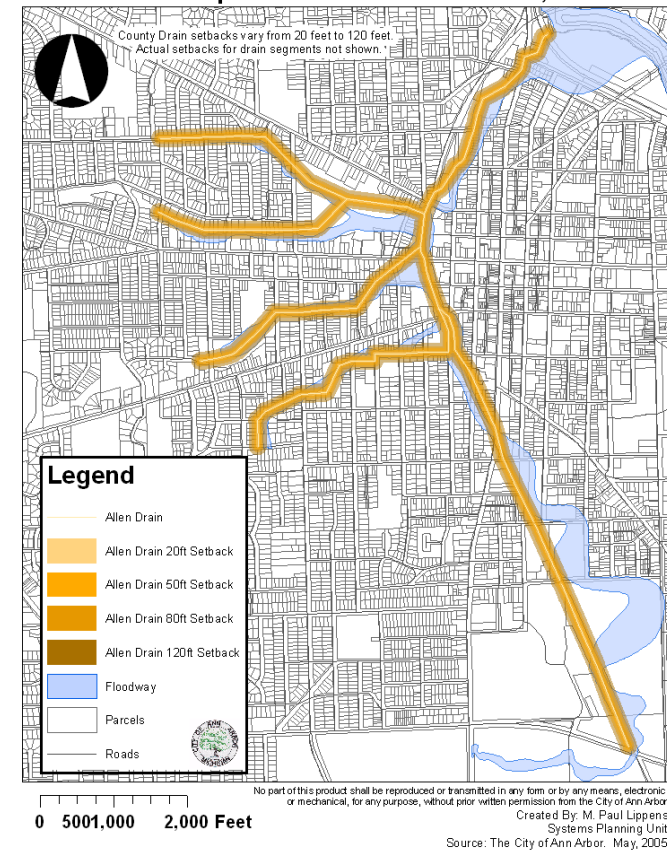 County Drain setbacks vary from 20 feet to 120 feet.
Actual setbacks for drain segments not shown.
Legend
Allen Drain
Allen Drain 20ft Setback
Allen Drain 50ft Setback
Allen Drain 80ft Setback
Allen Drain 120ft Setback
Floodway
Parcels
Roads
No part of this product shall be reproduced or transmitted in any form or by any means, electronic
or mechanical, for any purpose, without prior written permission from the City of Ann Arbor
Created By: M. Paul Lippens
Systems Planning Unit
Source: The City of Ann Arbor. May, 2005
0 500 1,000 2,000 Feet